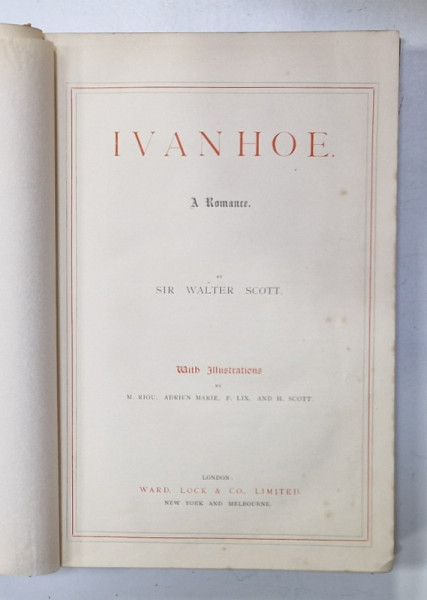 IVANHOE.
A Romance.
BY
SIR WALTER SCOTT.
With Illustrations
BY
M. RIOU, ADRIEN MARIE, F. LIX, AND H. SCOTT.
LONDON
WARD, LOCK & CO., LIMITED.
NEW YORK AND MELBOURNE.